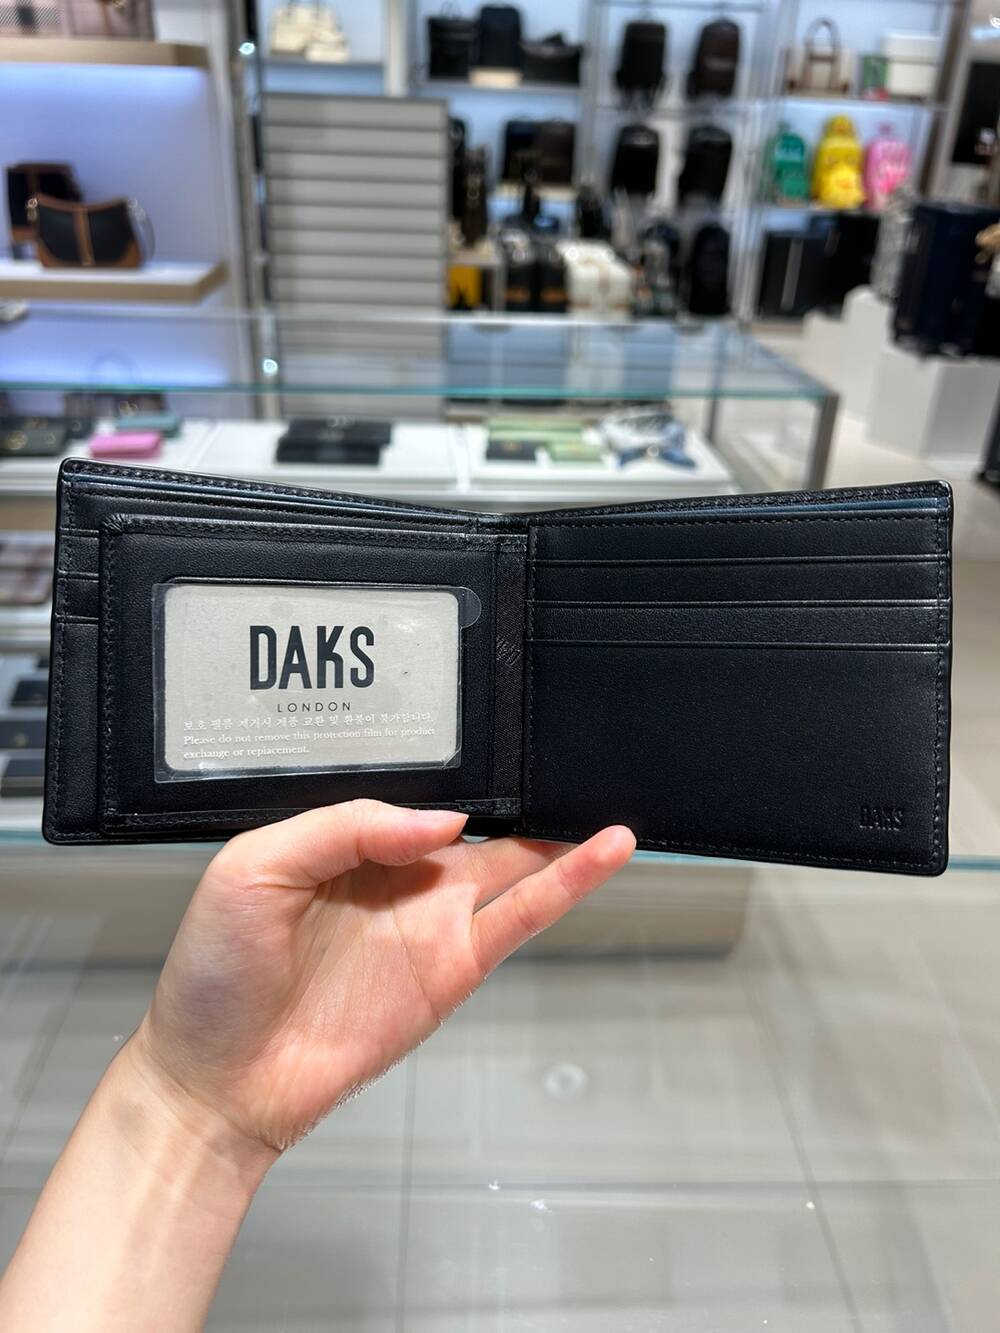 DAKS
LONDON
보호 필름 제거시 제품 교환 및 환불이 불가합니다.
Please do not remove this protection film for product
exchange or replacement.
DAKS